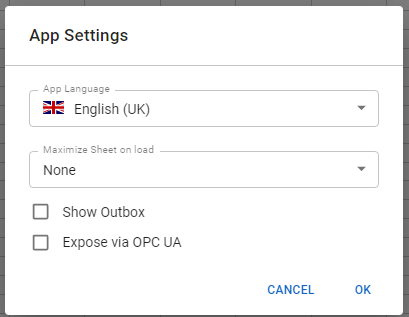 App Settings
App Language
English (UK)
Maximize Sheet on load
None
Show Outbox
Expose via OPC UA
CANCEL OK